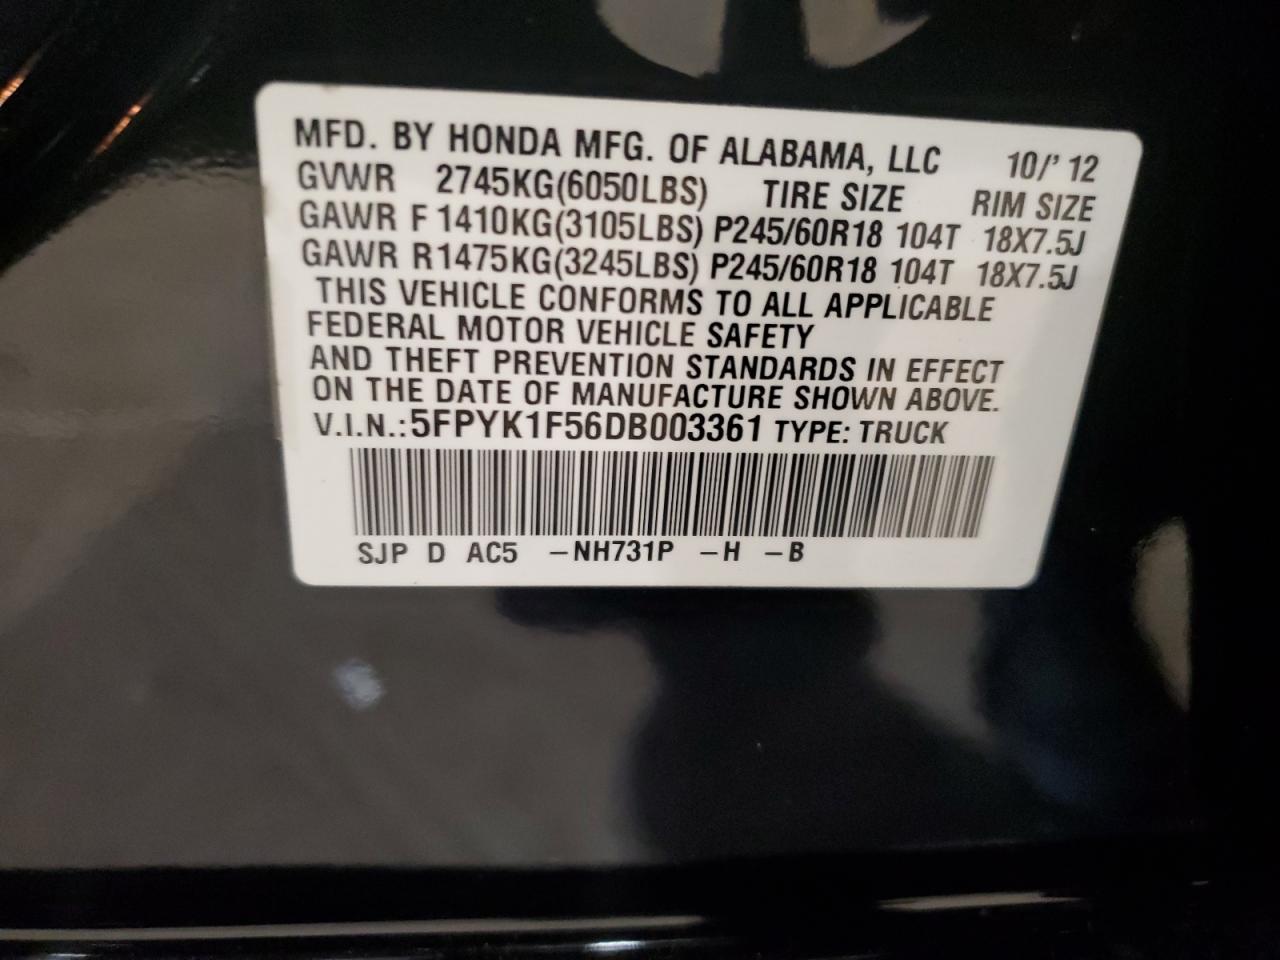 MFD. BY HONDA MFG. OF ALABAMA, LLC 10/' 12
GVWR 2745KG(6050LBS) TIRE SIZE RIM SIZE
GAWR F 1410KG(3105LBS) P245/60R18 104T 18X7.5J
GAWR R 1475KG(3245LBS) P245/60R18 104T 18X7.5J
THIS VEHICLE CONFORMS TO ALL APPLICABLE
FEDERAL MOTOR VEHICLE SAFETY
AND THEFT PREVENTION STANDARDS IN EFFECT
ON THE DATE OF MANUFACTURE SHOWN ABOVE.
V.I.N.: 5FPYK1F56DB003361 TYPE: TRUCK
SJP D AC5 -NH731P -H -B